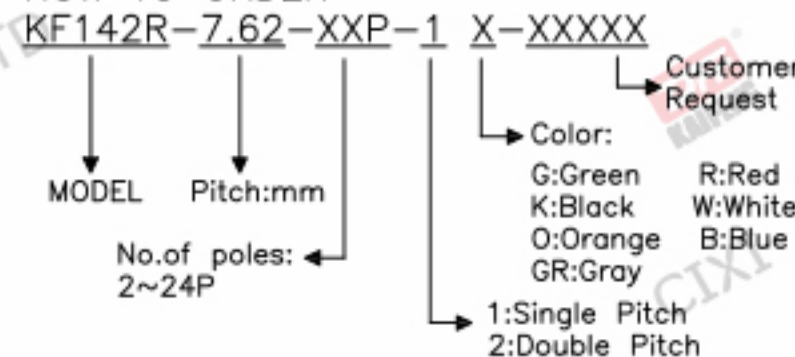 KF142R-7.62-XXP-1 X-XXXXX
Customer
Request
Color:
G:Green R:Red
K:Black W:White
O:Orange B:Blue
GR:Gray
MODEL Pitch:mm
No.of poles:
2~24P
1:Single Pitch
2:Double Pitch
CIXI